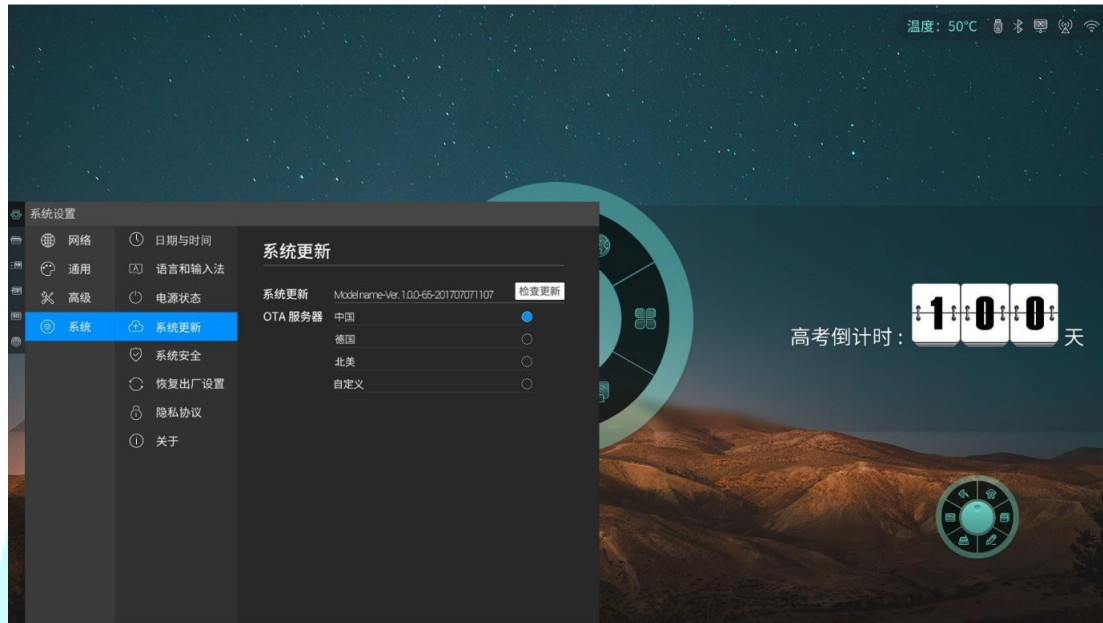 温度：50℃
系统设置
网络
通用
高级
系统
日期与时间
语言和输入法
电源状态
系统更新
系统安全
恢复出厂设置
隐私协议
关于
系统更新
系统更新 Modelname-Ver.1.0.0-65-201707071107 检查更新
OTA 服务器 中国
德国
北美
自定义
高考倒计时： 100 天